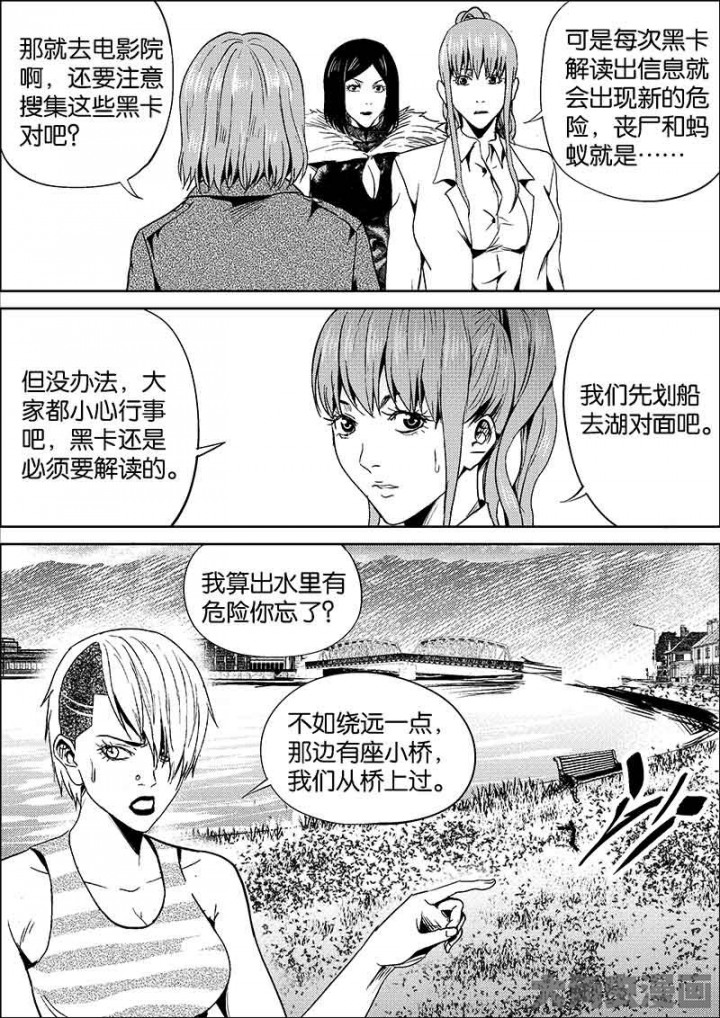 那就去电影院
啊，还要注意
搜集这些黑卡
对吧？
可是每次黑卡
解读出信息就
会出现新的危
险，丧尸和蚂
蚁就是……
但没办法，大
家都小心行事
吧，黑卡还是
必须要解读的。
我们先划船
去湖对面吧。
我算出水里有
危险你忘了？
不如绕远一点，
那边有座小桥，
我们从桥上过。